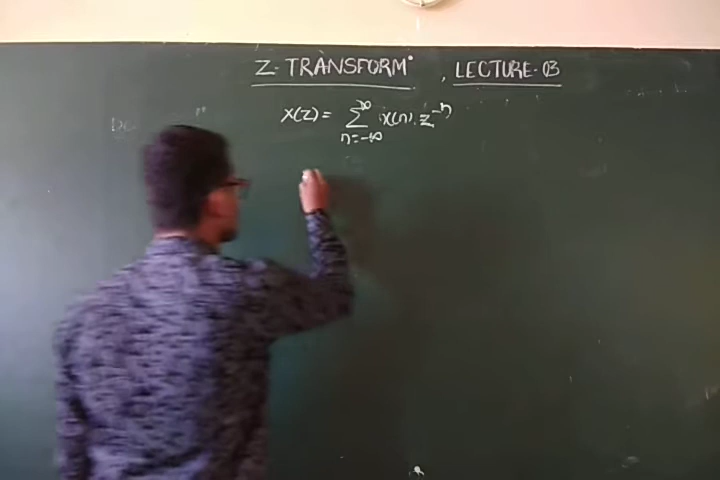 Z-TRANSFORM , LECTURE-03
X(Z) = ∑ x(n). z^-n
n=-∞ ∞